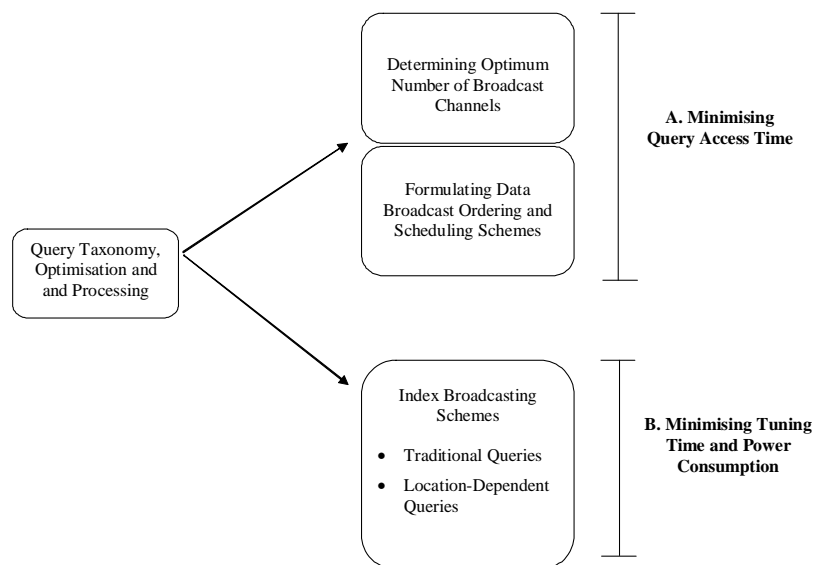 Determining Optimum
Number of Broadcast
Channels
A. Minimising
Query Access Time
Formulating Data
Broadcast Ordering and
Scheduling Schemes
Query Taxonomy,
Optimisation and
and Processing
Index Broadcasting
Schemes
• Traditional Queries
• Location-Dependent
Queries
B. Minimising Tuning
Time and Power
Consumption